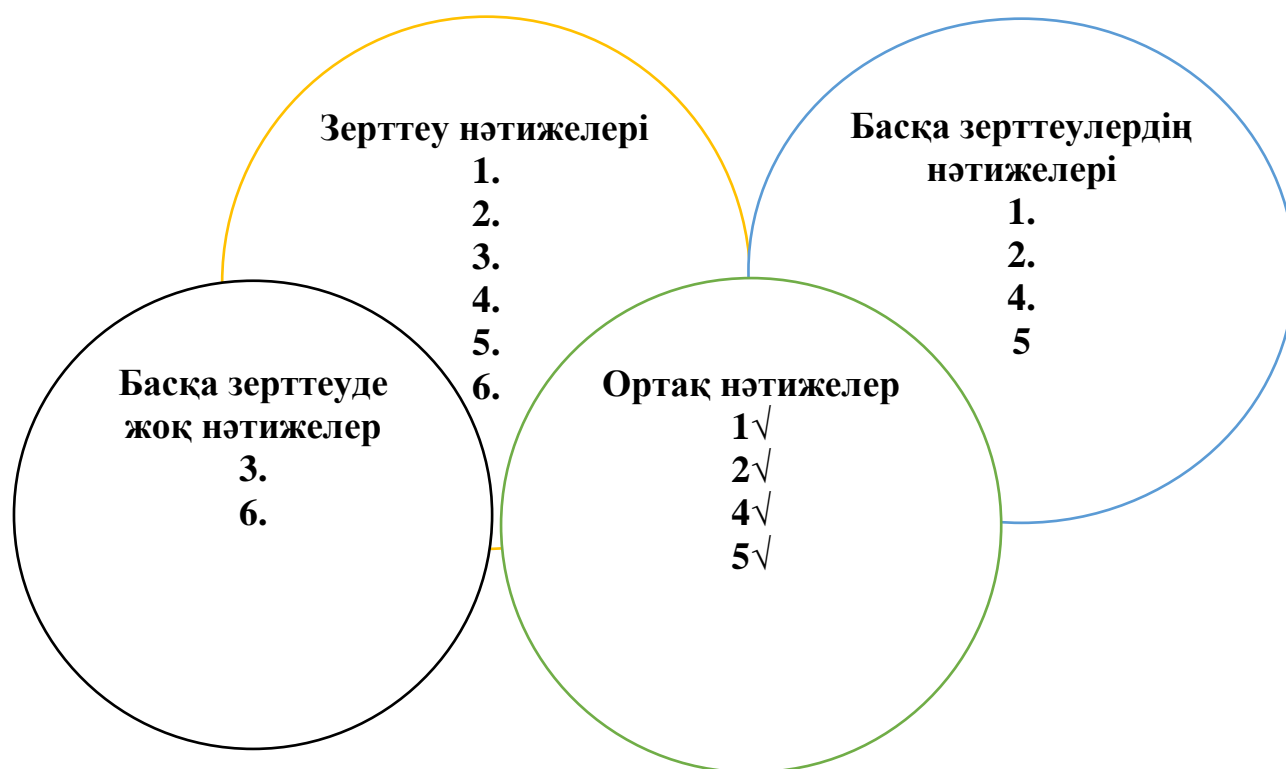 Зерттеу нәтижелері
1.
2.
3.
4.
5.
6.
Басқа зерттеулердің
нәтижелері
1.
2.
4.
5
Басқа зерттеуде
жоқ нәтижелер
3.
6.
Ортақ нәтижелер
1√
2√
4√
5√